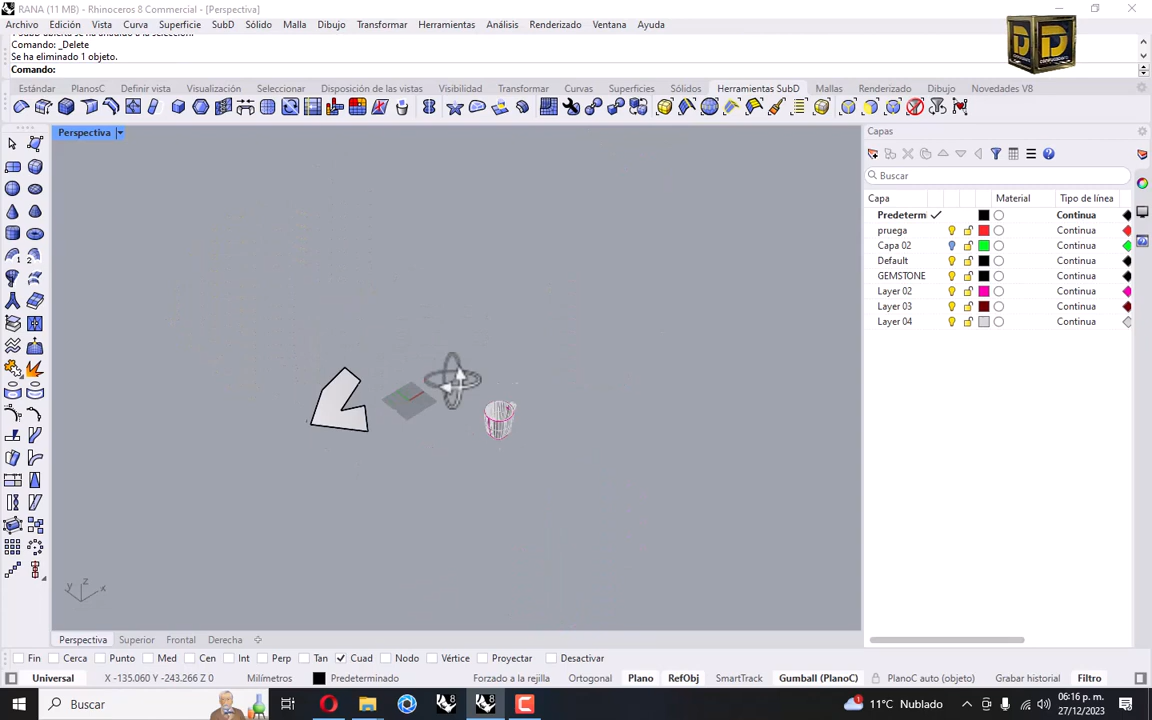 RANA (11 MB) - Rhinoceros 8 Commercial - [Perspectiva]
Archivo Edición Vista Curva Superficie SubD Sólido Malla Dibujo Transformar Herramientas Análisis Renderizado Ventana Ayuda
Comando: _Delete
Se ha eliminado 1 objeto.
Comando:
Estándar PlanosC Definir vista Visualización Seleccionar Disposición de las vistas Visibilidad Transformar Curvas Superficies Sólidos Herramientas SubD Mallas Renderizado Dibujo Novedades V8
Perspectiva
Capas
Buscar
Capa Material Tipo de línea
Predeterm Continua
pruega Continua
Capa 02 Continua
Default Continua
GEMSTONE Continua
Layer 02 Continua
Layer 03 Continua
Layer 04 Continua
z
y x
Perspectiva Superior Frontal Derecha
Fin Cerca Punto Med Cen Int Perp Tan Cuad Nodo Vértice Proyectar Desactivar
Universal X -135.060 Y -243.266 Z 0 Milímetros Predeterminado Forzado a la rejilla Ortogonal Plano RefObj SmartTrack Gumball (PlanoC) PlanoC auto (objeto) Grabar historial Filtro
Buscar 11°C Nublado 06:16 p. m.
27/12/2023